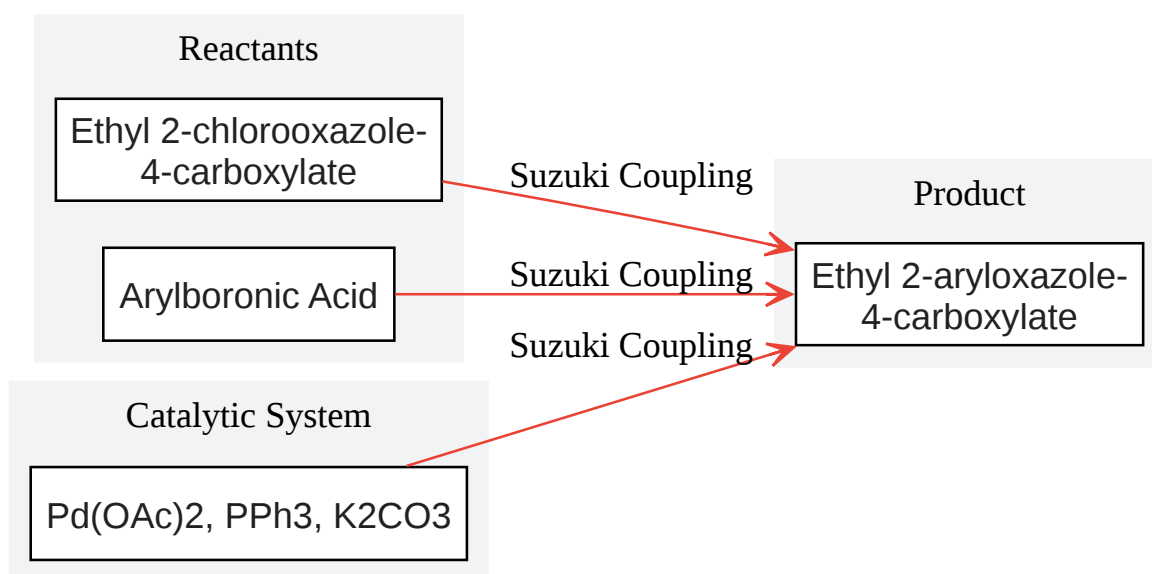 Reactants
Ethyl 2-chlorooxazole-
4-carboxylate
Arylboronic Acid
Suzuki Coupling
Suzuki Coupling
Suzuki Coupling
Product
Ethyl 2-aryloxazole-
4-carboxylate
Catalytic System
Pd(OAc)2, PPh3, K2CO3